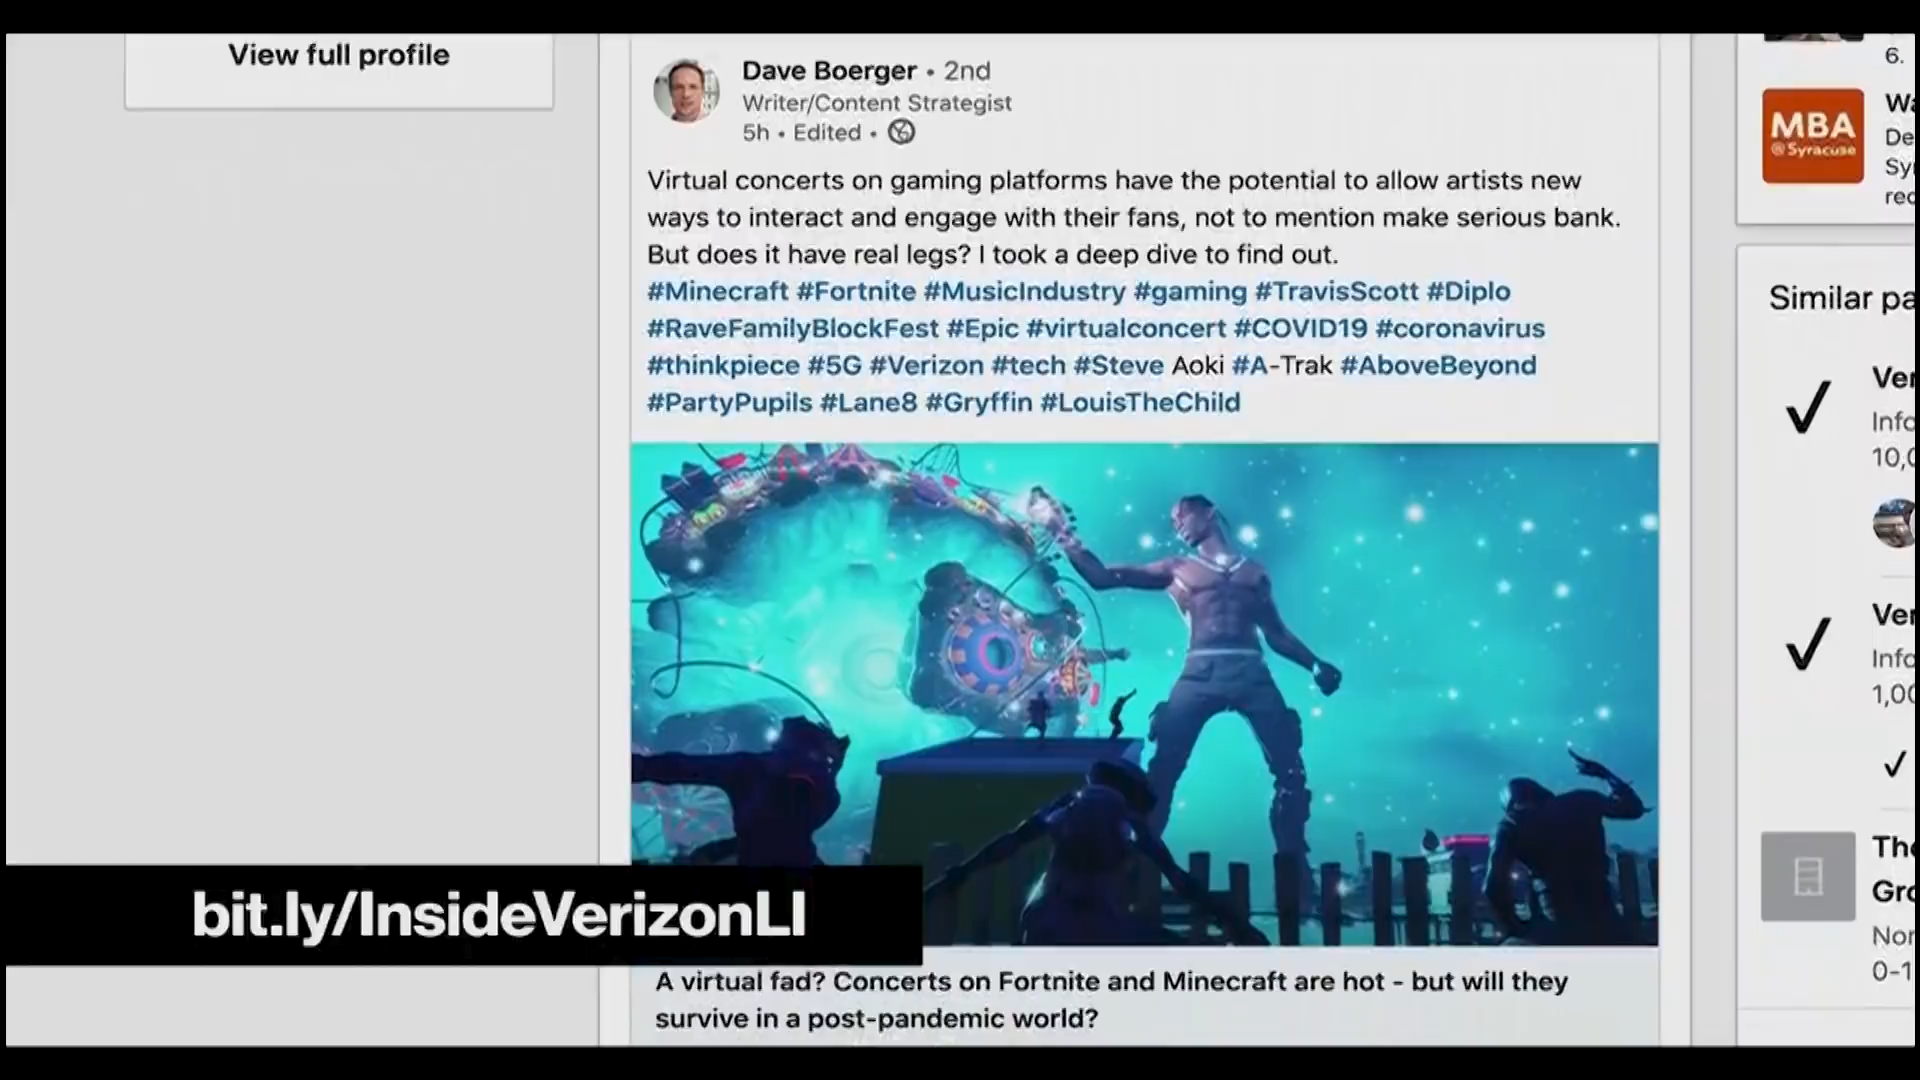 View full profile
Dave Boerger • 2nd
Writer/Content Strategist
5h • Edited •
Virtual concerts on gaming platforms have the potential to allow artists new
ways to interact and engage with their fans, not to mention make serious bank.
But does it have real legs? I took a deep dive to find out.
#Minecraft #Fortnite #MusicIndustry #gaming #TravisScott #Diplo
#RaveFamilyBlockFest #Epic #virtualconcert #COVID19 #coronavirus
#thinkpiece #5G #Verizon #tech #Steve Aoki #A-Trak #AboveBeyond
#PartyPupils #Lane8 #Gryffin #LouisTheChild
bit.ly/InsideVerizonLI
A virtual fad? Concerts on Fortnite and Minecraft are hot - but will they
survive in a post-pandemic world?
6.
MBA
@Syracuse
Similar